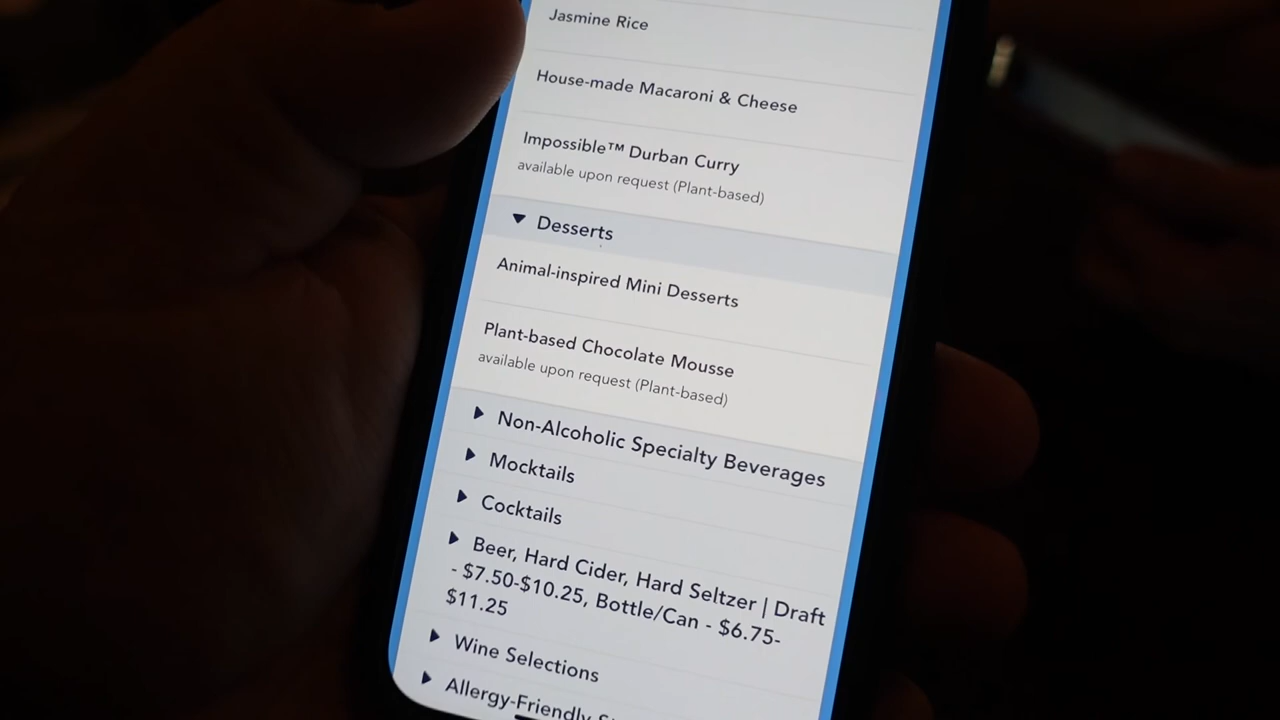 Jasmine Rice
House-made Macaroni & Cheese
Impossible™ Durban Curry
available upon request (Plant-based)
Desserts
Animal-inspired Mini Desserts
Plant-based Chocolate Mousse
available upon request (Plant-based)
Non-Alcoholic Specialty Beverages
Mocktails
Cocktails
Beer, Hard Cider, Hard Seltzer | Draft
- $7.50-$10.25, Bottle/Can - $6.75-
$11.25
Wine Selections
Allergy-Friendly